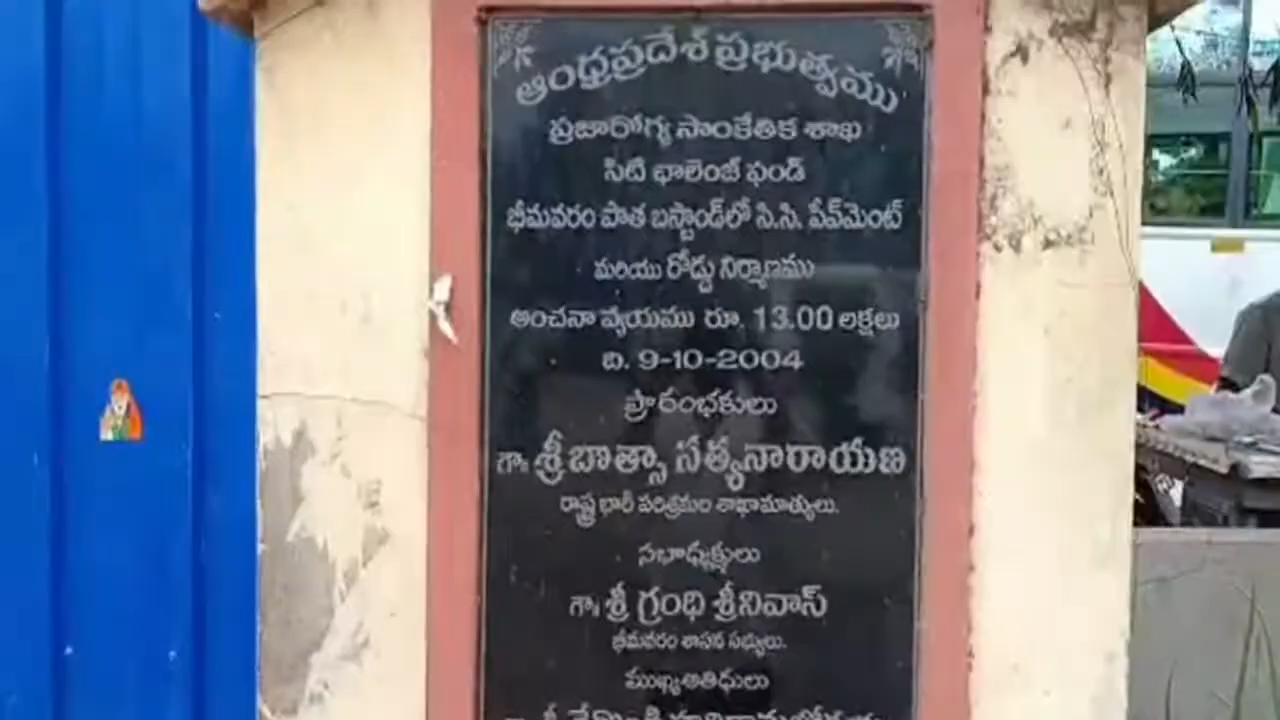 ఆంధ్రప్రదేశ్ ప్రభుత్వము
ప్రజారోగ్య సాంకేతిక శాఖ
సిటి ఛాలెంజ్ ఫండ్
భీమవరం పాత బస్టాండ్‌లో సి.సి. పేవ్‌మెంట్
మరియు రోడ్డు నిర్మాణము
అంచనా వ్యయము రూ. 13.00 లక్షలు
ది. 9-10-2004
ప్రారంభకులు
గౌ॥ శ్రీ బొత్సా సత్యనారాయణ
రాష్ట్ర భారీ పరిశ్రమల శాఖామాత్యులు.
సభాధ్యక్షులు
గౌ॥ శ్రీ గ్రంధి శ్రీనివాస్
భీమవరం శాసన సభ్యులు.
ముఖ్యఅతిధులు